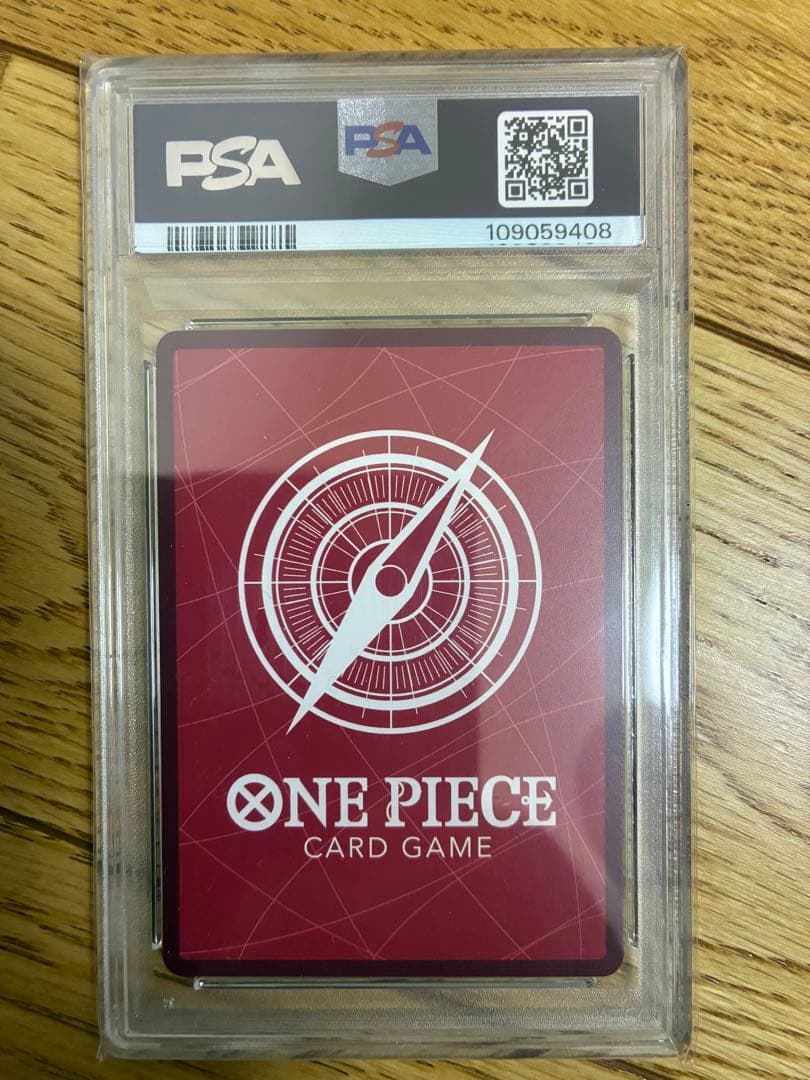 PSA
PSA
109059408
ONE PIECE
CARD GAME